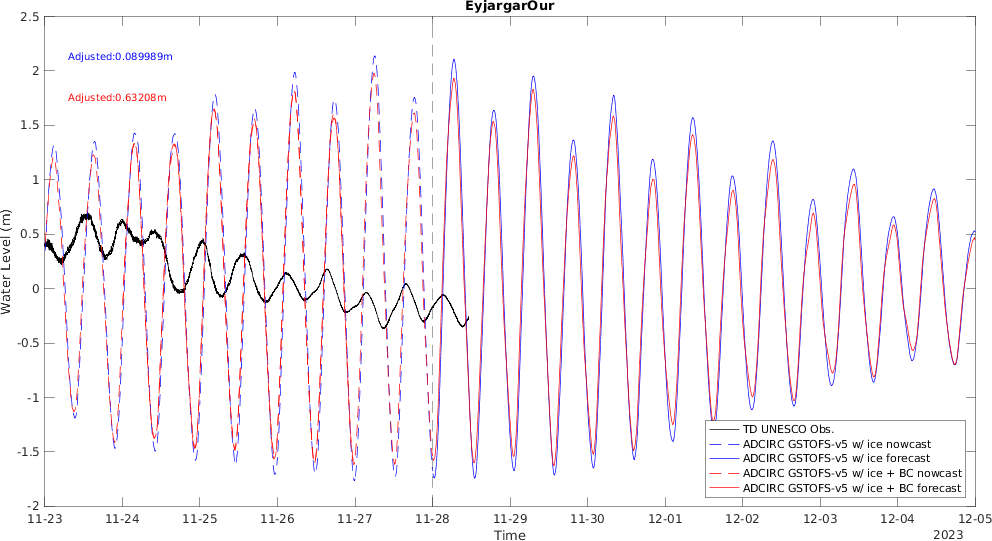 EyjargarOur
2.5
2
1.5
1
0.5
0
-0.5
-1
-1.5
-2
Water Level (m)
Adjusted:0.089989m
Adjusted:0.63208m
TD UNESCO Obs.
ADCIRC GSTOFS-v5 w/ ice nowcast
ADCIRC GSTOFS-v5 w/ ice forecast
ADCIRC GSTOFS-v5 w/ ice + BC nowcast
ADCIRC GSTOFS-v5 w/ ice + BC forecast
11-23 11-24 11-25 11-26 11-27 11-28 11-29 11-30 12-01 12-02 12-03 12-04 12-05
Time
2023